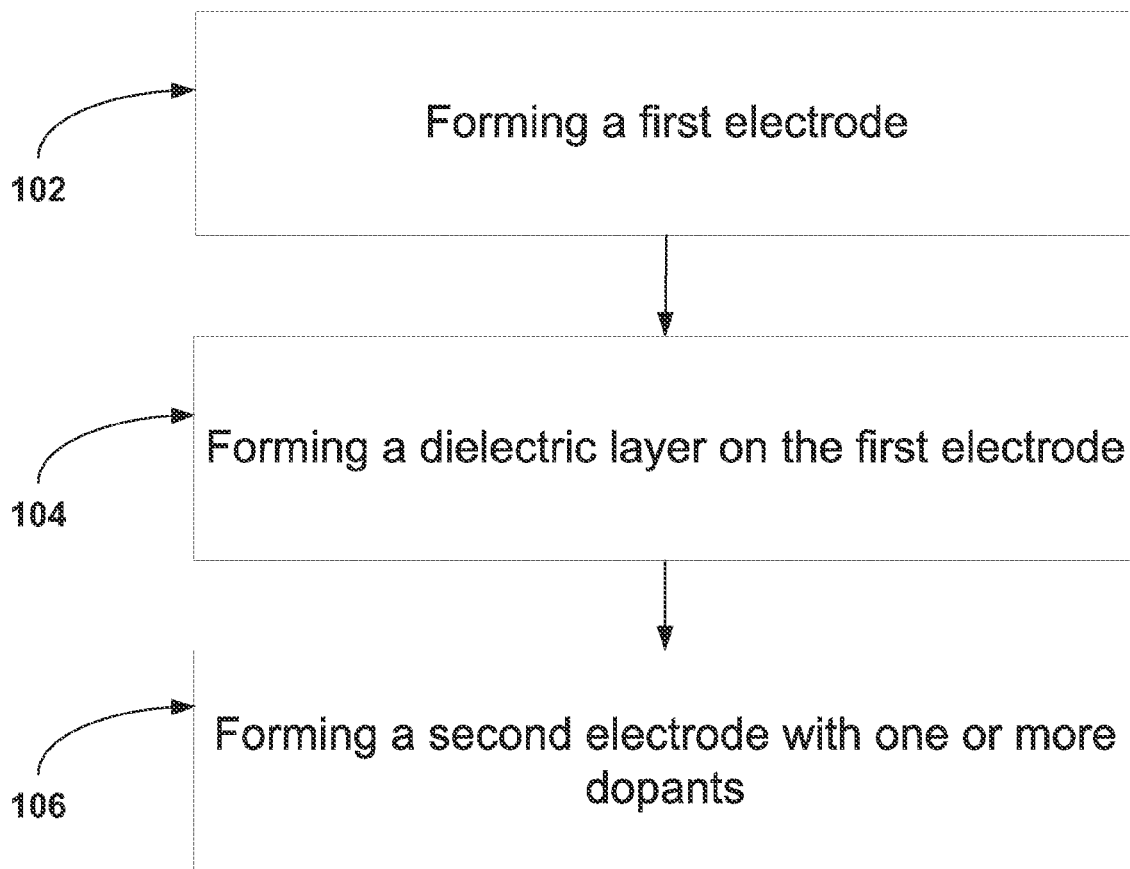 Forming a first electrode
102
Forming a dielectric layer on the first electrode
104
Forming a second electrode with one or more
dopants
106